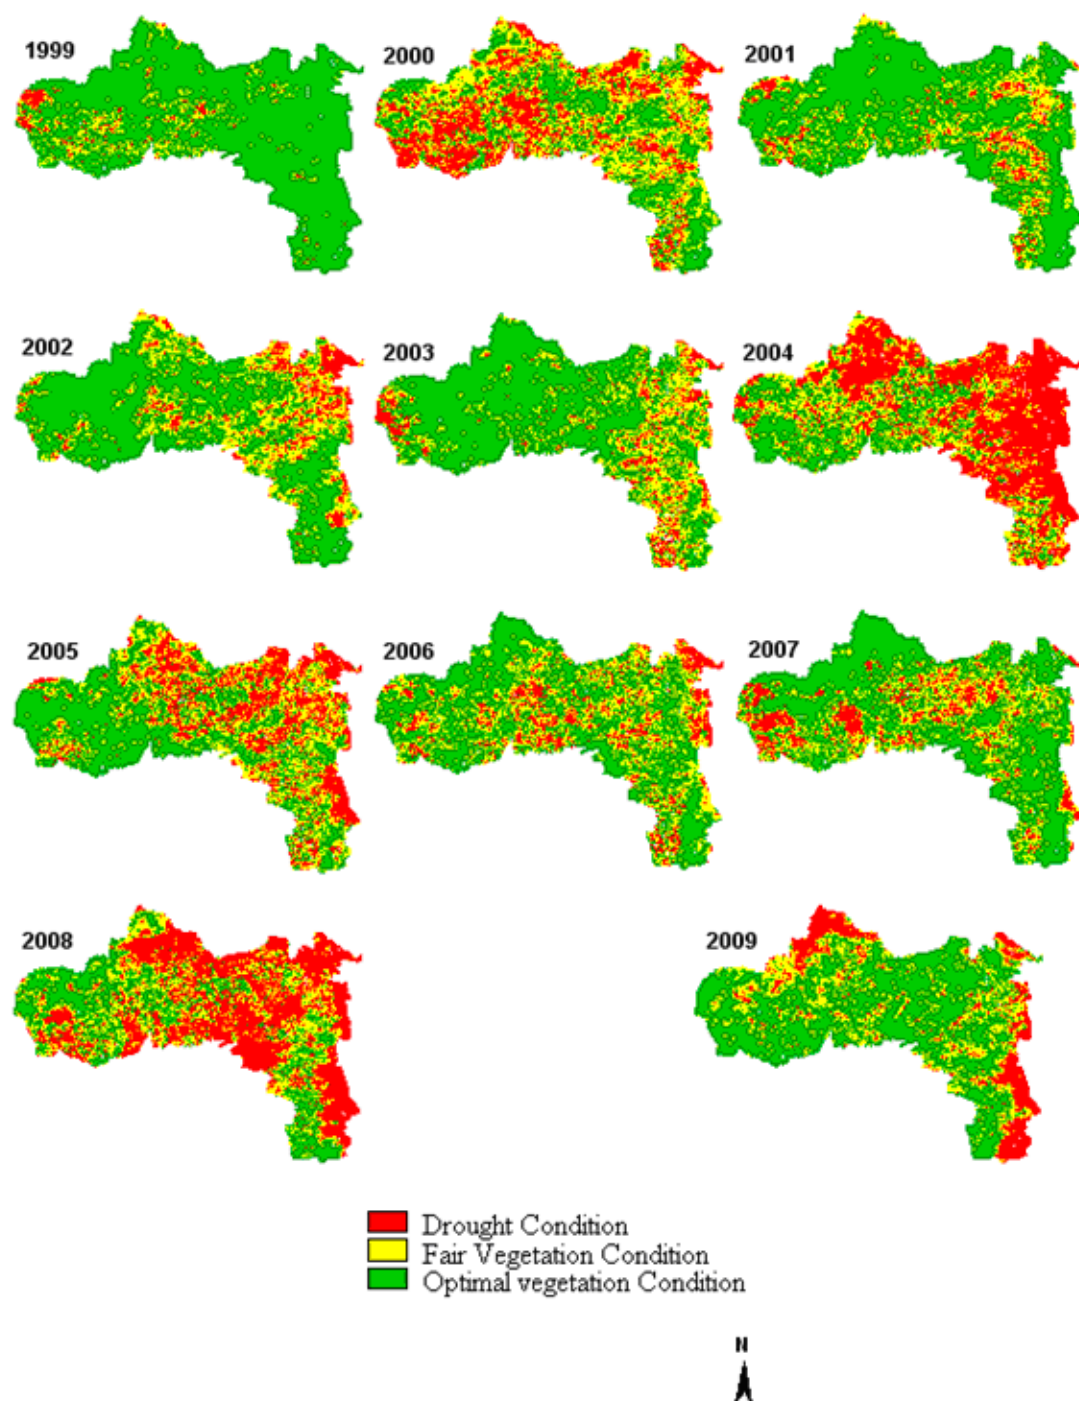 1999
2000
2001
2002
2003
2004
2005
2006
2007
2008
2009
Drought Condition
Fair Vegetation Condition
Optimal vegetation Condition
N